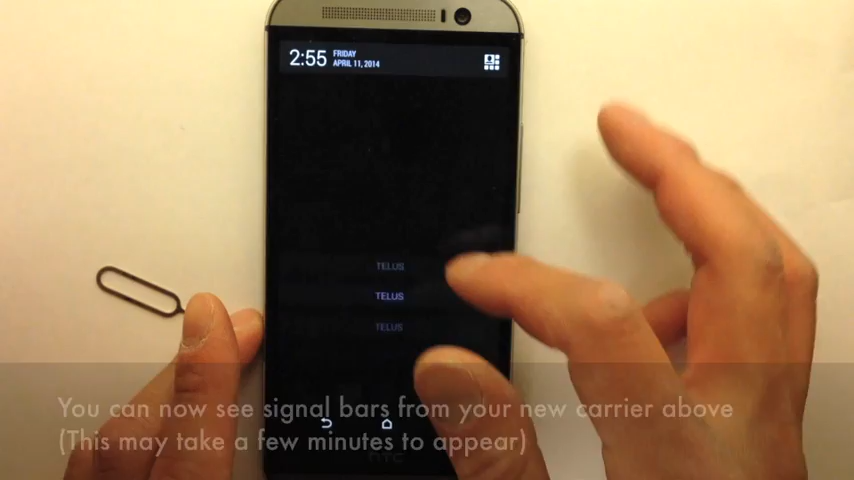 2:55
FRIDAY
APRIL 11, 2014
TELUS
TELUS
TELUS
You can now see signal bars from your new carrier above
(This may take a few minutes to appear)
hTC